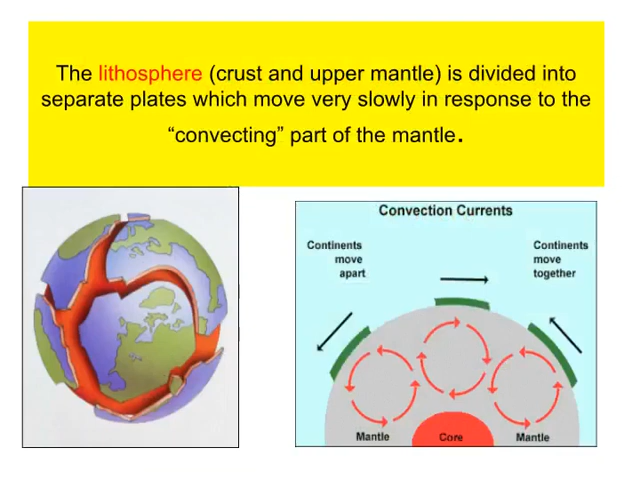 The lithosphere (crust and upper mantle) is divided into
separate plates which move very slowly in response to the
“convecting” part of the mantle.
Convection Currents
Continents
move
apart
Continents
move
together
Mantle
Core
Mantle